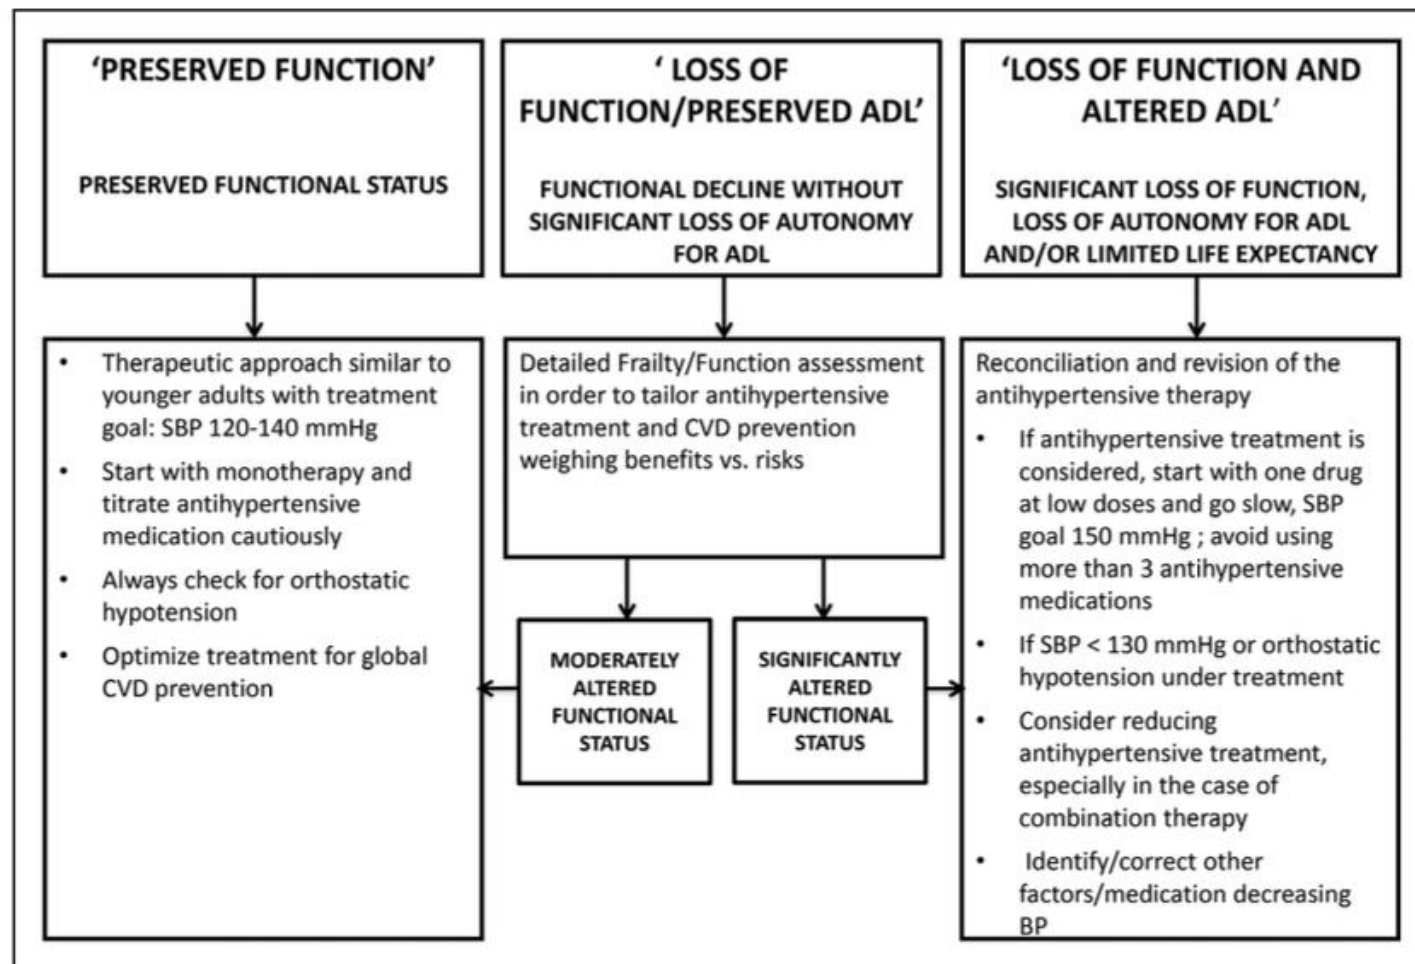 ‘PRESERVED FUNCTION’
PRESERVED FUNCTIONAL STATUS
‘ LOSS OF
FUNCTION/PRESERVED ADL’
FUNCTIONAL DECLINE WITHOUT
SIGNIFICANT LOSS OF AUTONOMY
FOR ADL
‘LOSS OF FUNCTION AND
ALTERED ADL’
SIGNIFICANT LOSS OF FUNCTION,
LOSS OF AUTONOMY FOR ADL
AND/OR LIMITED LIFE EXPECTANCY
• Therapeutic approach similar to
younger adults with treatment
goal: SBP 120-140 mmHg
• Start with monotherapy and
titrate antihypertensive
medication cautiously
• Always check for orthostatic
hypotension
• Optimize treatment for global
CVD prevention
Detailed Frailty/Function assessment
in order to tailor antihypertensive
treatment and CVD prevention
weighing benefits vs. risks
MODERATELY
ALTERED
FUNCTIONAL
STATUS
SIGNIFICANTLY
ALTERED
FUNCTIONAL
STATUS
Reconciliation and revision of the
antihypertensive therapy
• If antihypertensive treatment is
considered, start with one drug
at low doses and go slow, SBP
goal 150 mmHg ; avoid using
more than 3 antihypertensive
medications
• If SBP < 130 mmHg or orthostatic
hypotension under treatment
• Consider reducing
antihypertensive treatment,
especially in the case of
combination therapy
• Identify/correct other
factors/medication decreasing
BP